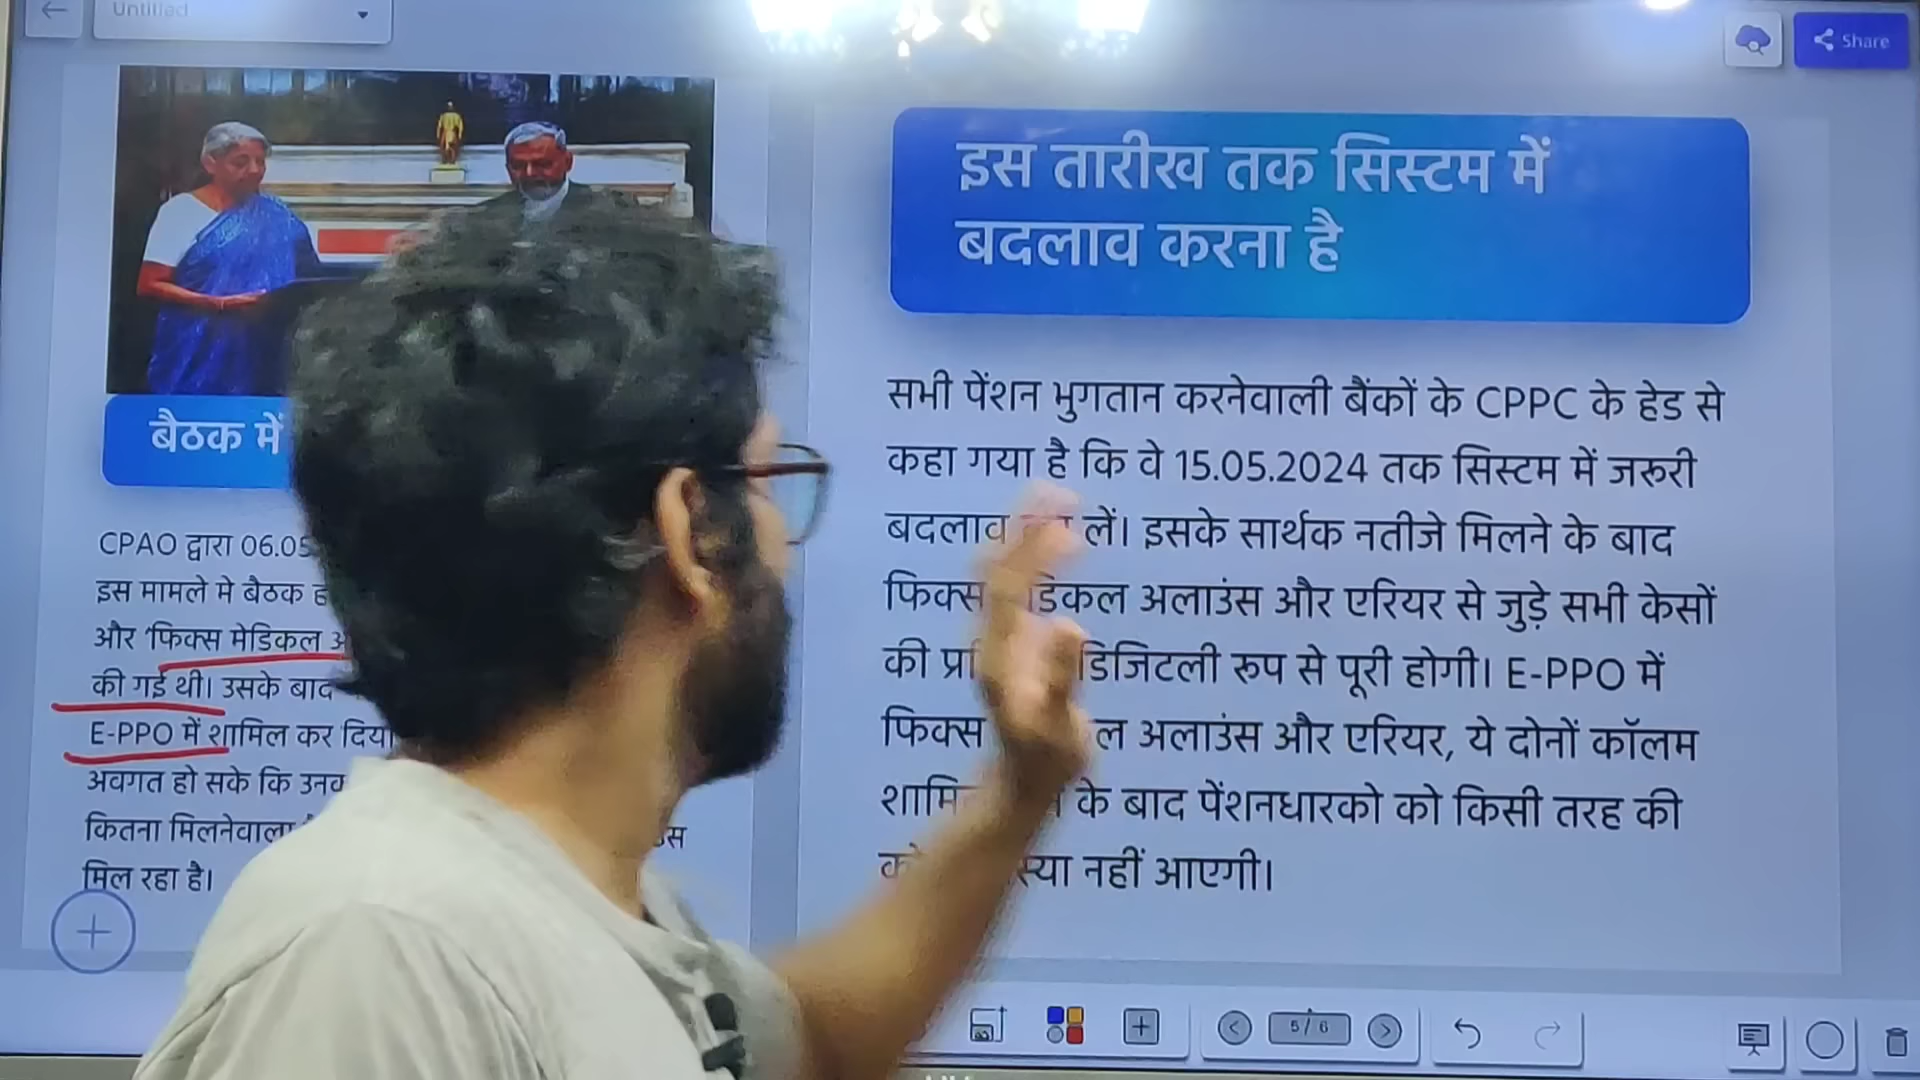 Untitled
Share
बैठक में
CPAO द्वारा 06.05
इस मामले मे बैठक
और 'फिक्स मेडिकल
की गई थी। उसके बाद
E-PPO में शामिल कर दिया
अवगत हो सके कि
कितना मिलनेवाला
मिल रहा है।
इस तारीख तक सिस्टम में
बदलाव करना है
सभी पेंशन भुगतान करनेवाली बैंकों के CPPC के हेड से
कहा गया है कि वे 15.05.2024 तक सिस्टम में जरूरी
बदलाव लें। इसके सार्थक नतीजे मिलने के बाद
फिक्स अलाउंस और एरियर से जुड़े सभी केसों
की डिजिटली रूप से पूरी होगी। E-PPO में
फिक्स अलाउंस और एरियर, ये दोनों कॉलम
के बाद पेंशनधारको को किसी तरह की
नहीं आएगी।
5/6